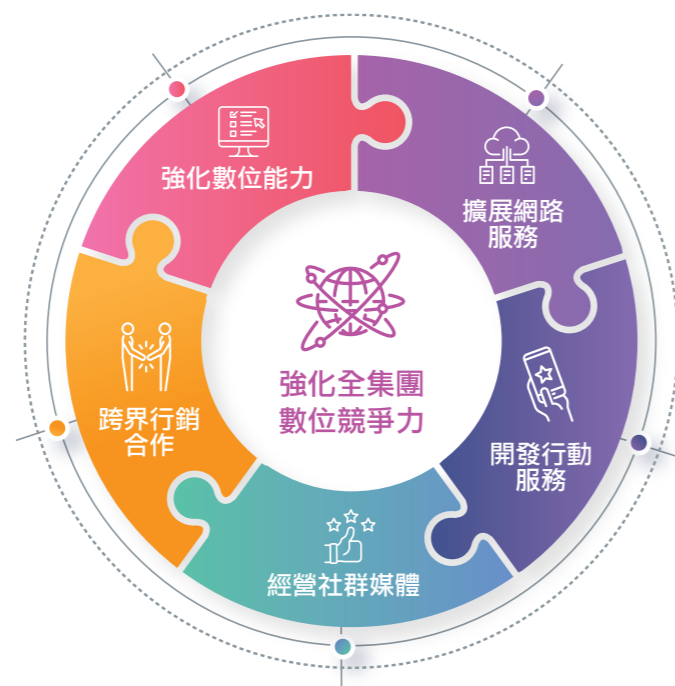 強化數位能力
擴展網路
服務
開發行動
服務
經營社群媒體
跨界行銷
合作
強化全集團
數位競爭力